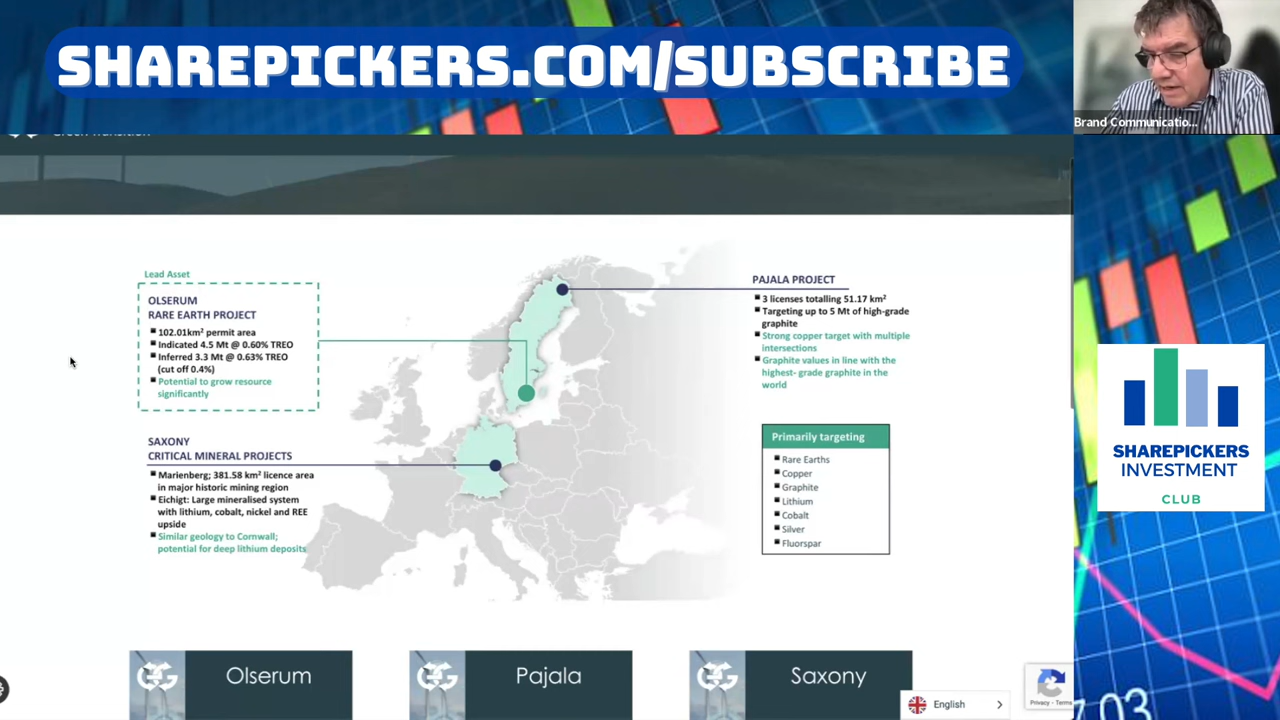 SHAREPICKERS.COM/SUBSCRIBE
Brand Communicatio...
Lead Asset
OLSERUM
RARE EARTH PROJECT
102.01km² permit area
Indicated 4.5 Mt @ 0.60% TREO
Inferred 3.3 Mt @ 0.63% TREO
(cut off 0.4%)
Potential to grow resource
significantly
PAJALA PROJECT
3 licenses totalling 51.17 km²
Targeting up to 5 Mt of high-grade
graphite
Strong copper target with multiple
intersections
Graphite values in line with the
highest- grade graphite in the
world
SAXONY
CRITICAL MINERAL PROJECTS
Marienberg; 381.58 km² licence area
in major historic mining region
Eichigt: Large mineralised system
with lithium, cobalt, nickel and REE
upside
Similar geology to Cornwall;
potential for deep lithium deposits
Primarily targeting
Rare Earths
Copper
Graphite
Lithium
Cobalt
Silver
Fluorspar
SHAREPICKERS
INVESTMENT
CLUB
Olserum
Pajala
Saxony
English
Privacy - Terms